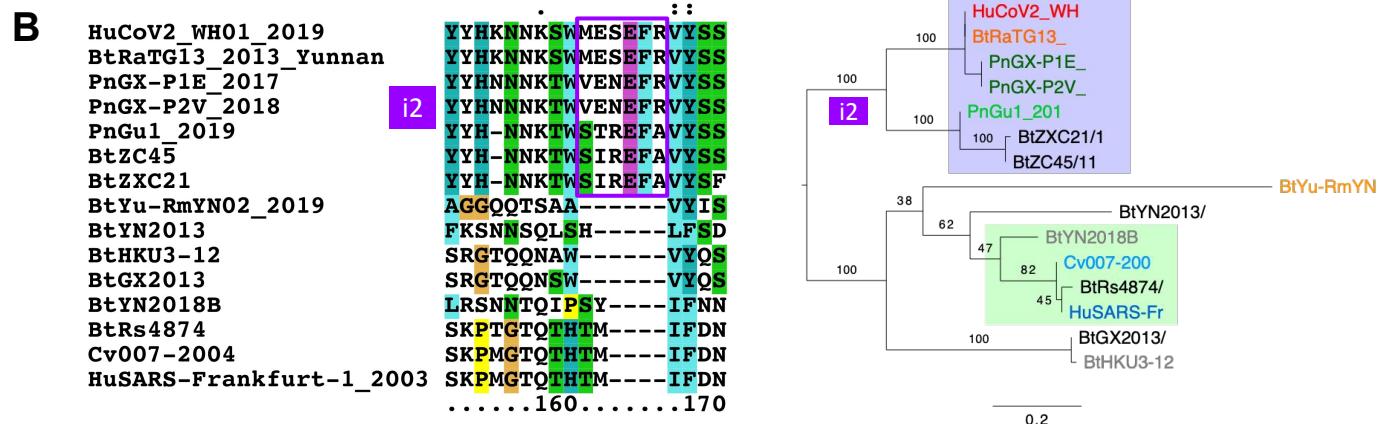 . ::
B
HuCoV2_WH01_2019 YYHKNNKSWMESEFRVYSS
BtRaTG13_2013_Yunnan YYHNNNKSWMESEFRVYSS
PnGX-P1E_2017 YYHNNNKTWVENEFRVYSS
i2
PnGX-P2V_2018 YYHNNNKTWVENEFRVYSS
PnGu1_2019 YYH-NNKTWSTREFAVYSS
BtZC45 YYH-NNKTWSIREFAVYSS
BtZXC21 YYH-NNKTWSIREFAVYSF
BtYu-RmYN02_2019 AGGQQTSAA------VYIS
BtYN2013 FKSNNSQLSH-----LFSD
BtHKU3-12 SRGTQQNAW------VYQS
BtGX2013 SRGTQQNSW------VYQS
BtYN2018B LRSNNTQIPSY----IFNN
BtRs4874 SKPTGTQTHTM----IFDN
Cv007-2004 SKPMGTQTHTM----IFDN
HuSARS-Frankfurt-1_2003 SKPMGTQTHTM----IFDN
......160.......170
HuCoV2_WH
100 BtRaTG13_
PnGX-P1E_
100
PnGX-P2V_
i2
PnGu1_201
100
100 BtZXC21/1
BtZC45/11
BtYu-RmYN
38
BtYN2013/
62
BtYN2018B
47
Cv007-200
82
100
BtRs4874/
45
HuSARS-Fr
100 BtGX2013/
BtHKU3-12
0.2